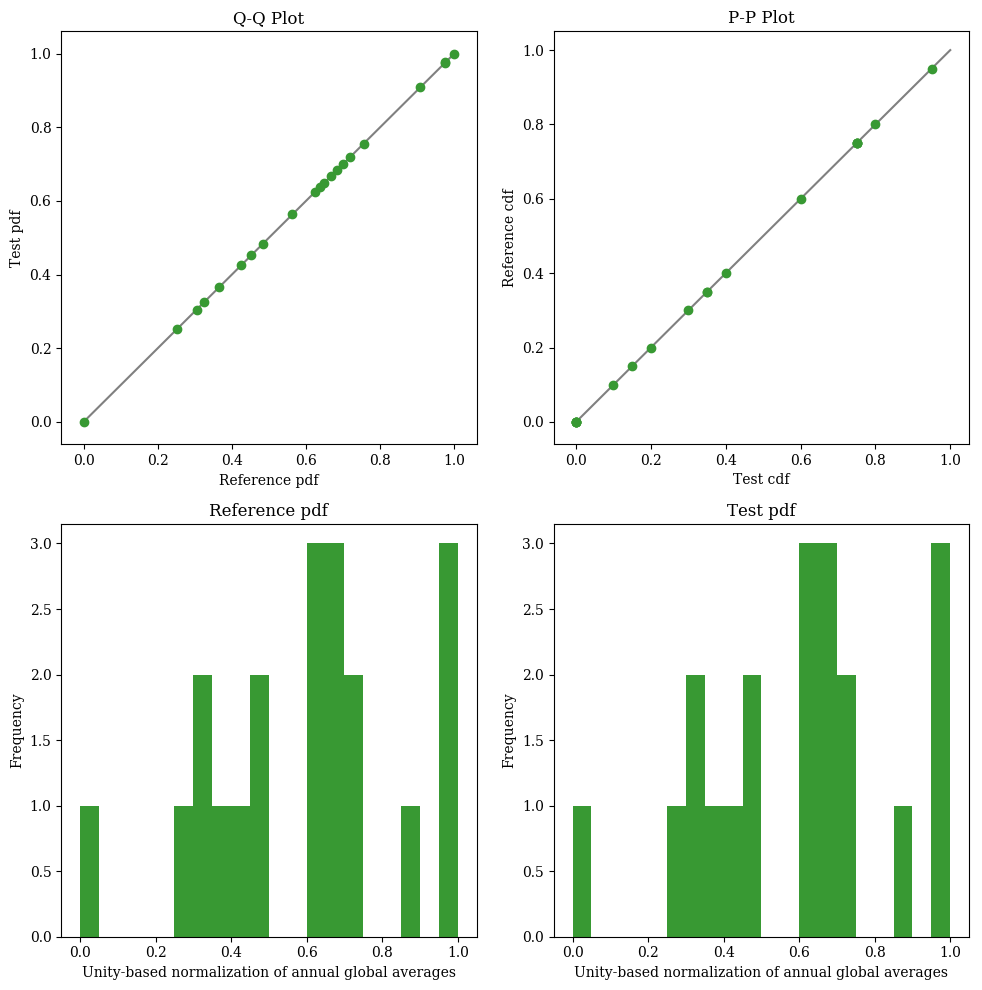 Q-Q Plot
1.0
0.8
0.6
0.4
0.2
0.0
Test pdf
0.0 0.2 0.4 0.6 0.8 1.0
Reference pdf
P-P Plot
1.0
0.8
0.6
0.4
0.2
0.0
Reference cdf
0.0 0.2 0.4 0.6 0.8 1.0
Test cdf
Reference pdf
3.0
2.5
2.0
1.5
1.0
0.5
0.0
Frequency
0.0 0.2 0.4 0.6 0.8 1.0
Unity-based normalization of annual global averages
Test pdf
3.0
2.5
2.0
1.5
1.0
0.5
0.0
Frequency
0.0 0.2 0.4 0.6 0.8 1.0
Unity-based normalization of annual global averages